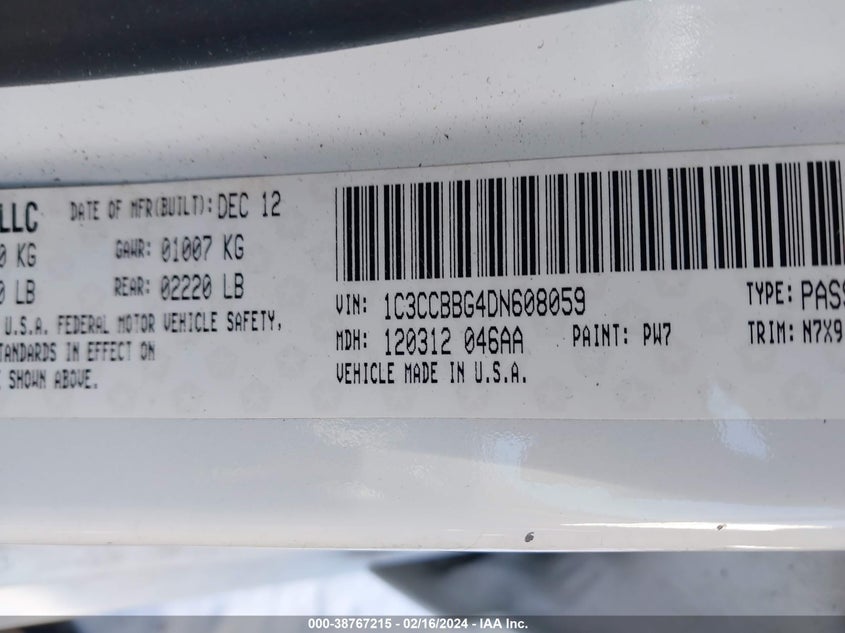 LLC DATE OF MFR(BUILT): DEC 12
0 KG GAWR: 01007 KG
0 LB REAR: 02220 LB
U.S.A. FEDERAL MOTOR VEHICLE SAFETY,
STANDARDS IN EFFECT ON
SHOWN ABOVE.
VIN: 1C3CCBBG4DN608059 TYPE: PASS
MDH: 120312 046AA PAINT: PW7 TRIM: N7X9
VEHICLE MADE IN U.S.A.
000-38767215 - 02/16/2024 - IAA Inc.